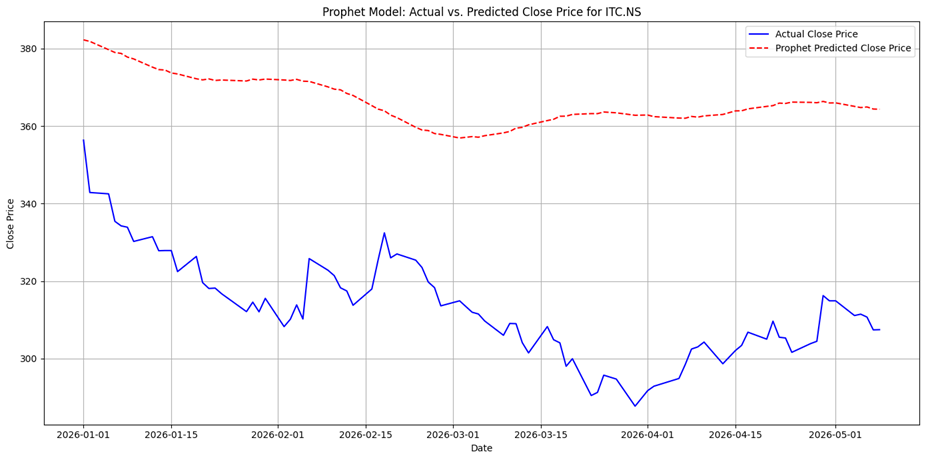 Prophet Model: Actual vs. Predicted Close Price for ITC.NS
Actual Close Price
Prophet Predicted Close Price
Close Price
380
360
340
320
300
2026-01-01
2026-01-15
2026-02-01
2026-02-15
2026-03-01
2026-03-15
2026-04-01
2026-04-15
2026-05-01
Date